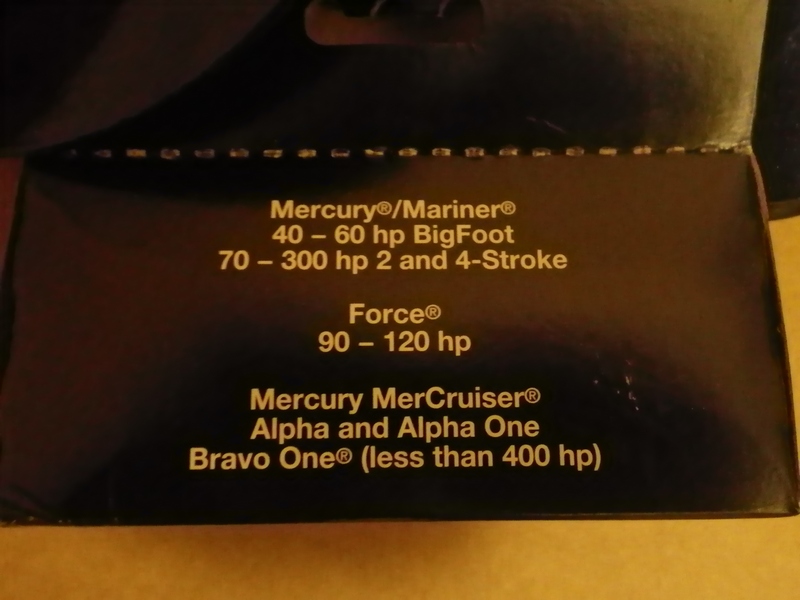 Mercury®/Mariner®
40 – 60 hp BigFoot
70 – 300 hp 2 and 4-Stroke
Force®
90 – 120 hp
Mercury MerCruiser®
Alpha and Alpha One
Bravo One® (less than 400 hp)